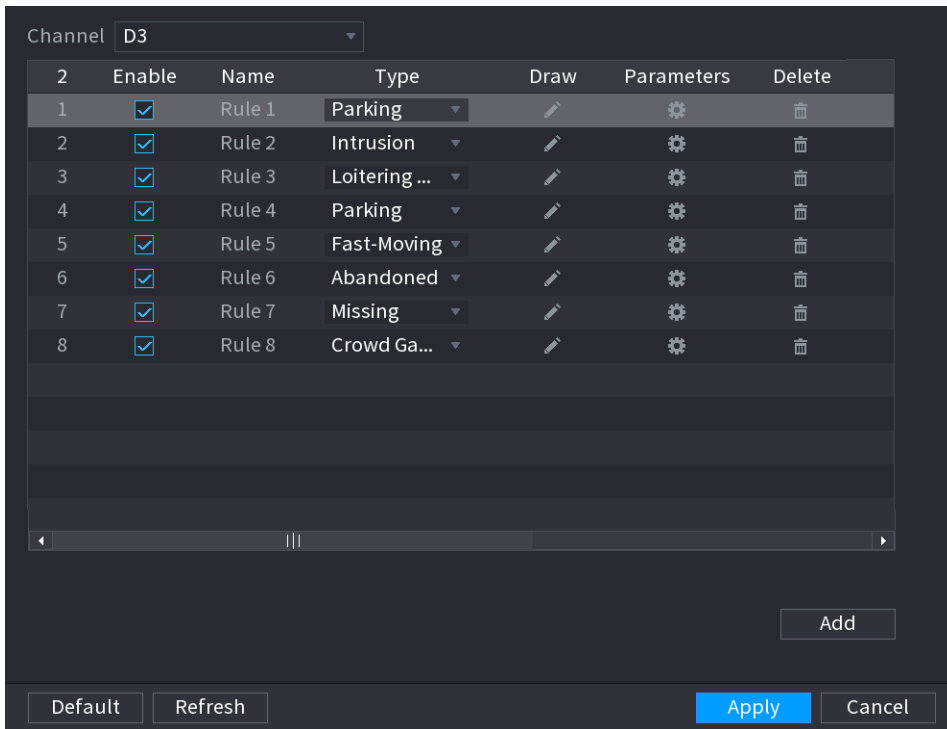 Channel D3
2 Enable Name Type Draw Parameters Delete
1 Rule 1 Parking
2 Rule 2 Intrusion
3 Rule 3 Loitering ...
4 Rule 4 Parking
5 Rule 5 Fast-Moving
6 Rule 6 Abandoned
7 Rule 7 Missing
8 Rule 8 Crowd Ga...
Add
Default Refresh Apply Cancel